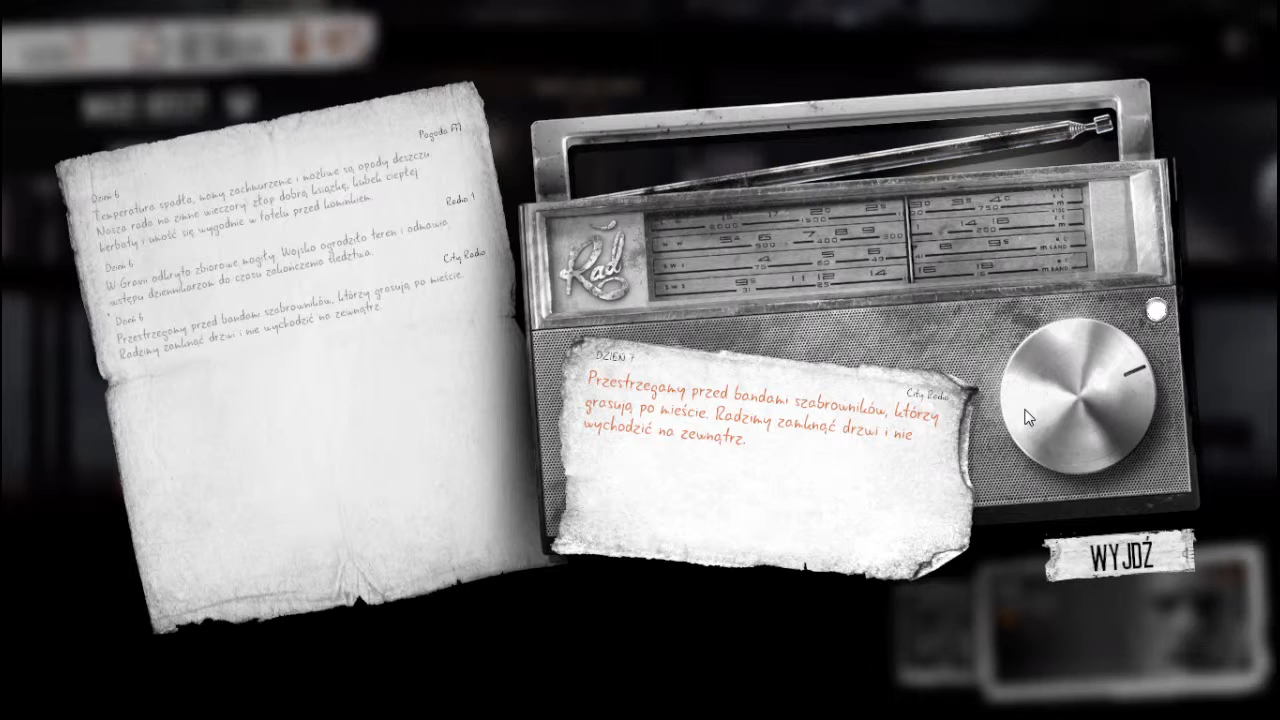 Pogoda FM
Dzień 6
Temperatura spadła, nowy zachmurzenie i możliwe są opady deszczu.
Nasza rada na zimne wieczory: złap dobrą książkę, kubek ciepłej
herbaty i umość się wygodnie w fotelu przed kominkiem.
Radio 1
Dzień 6
W Gravni odkryto zbiorowe mogiły. Wojsko ogrodziło teren i odmawia
wstępu dziennikarzom do czasu zakończenia śledztwa.
City Radio
Dzień 6
Przestrzegamy przed bandami szabrowników, którzy grasują po mieście.
Radzimy zamknąć drzwi i nie wychodzić na zewnątrz.
Rad
DZIEŃ 7
City Radio
Przestrzegamy przed bandami szabrowników, którzy
grasują po mieście. Radzimy zamknąć drzwi i nie
wychodzić na zewnątrz.
WYJDŹ